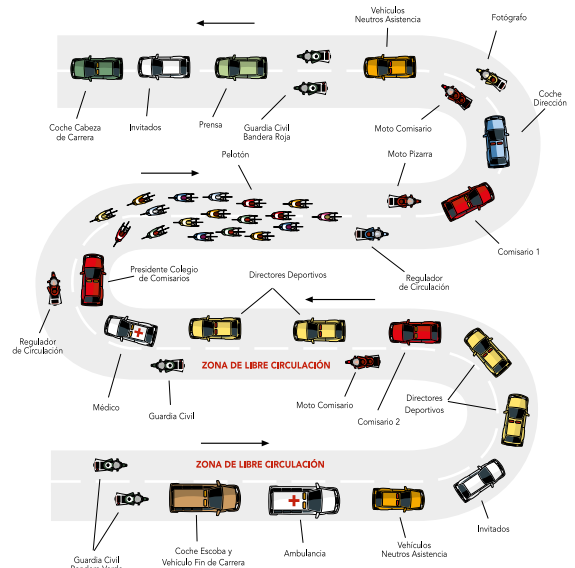 Vehículos
Neutros Asistencia
Fotógrafo
Coche
Dirección
Coche Cabeza
de Carrera
Invitados
Prensa
Guardia Civil
Bandera Roja
Moto Comisario
Pelotón
Moto Pizarra
Comisario 1
Presidente Colegio
de Comisarios
Directores Deportivos
Regulador
de Circulación
Regulador
de Circulación
ZONA DE LIBRE CIRCULACIÓN
Médico
Guardia Civil
Moto Comisario
Comisario 2
Directores
Deportivos
ZONA DE LIBRE CIRCULACIÓN
Guardia Civil
Coche Escoba y
Vehículo Fin de Carrera
Ambulancia
Vehículos
Neutros Asistencia
Invitados